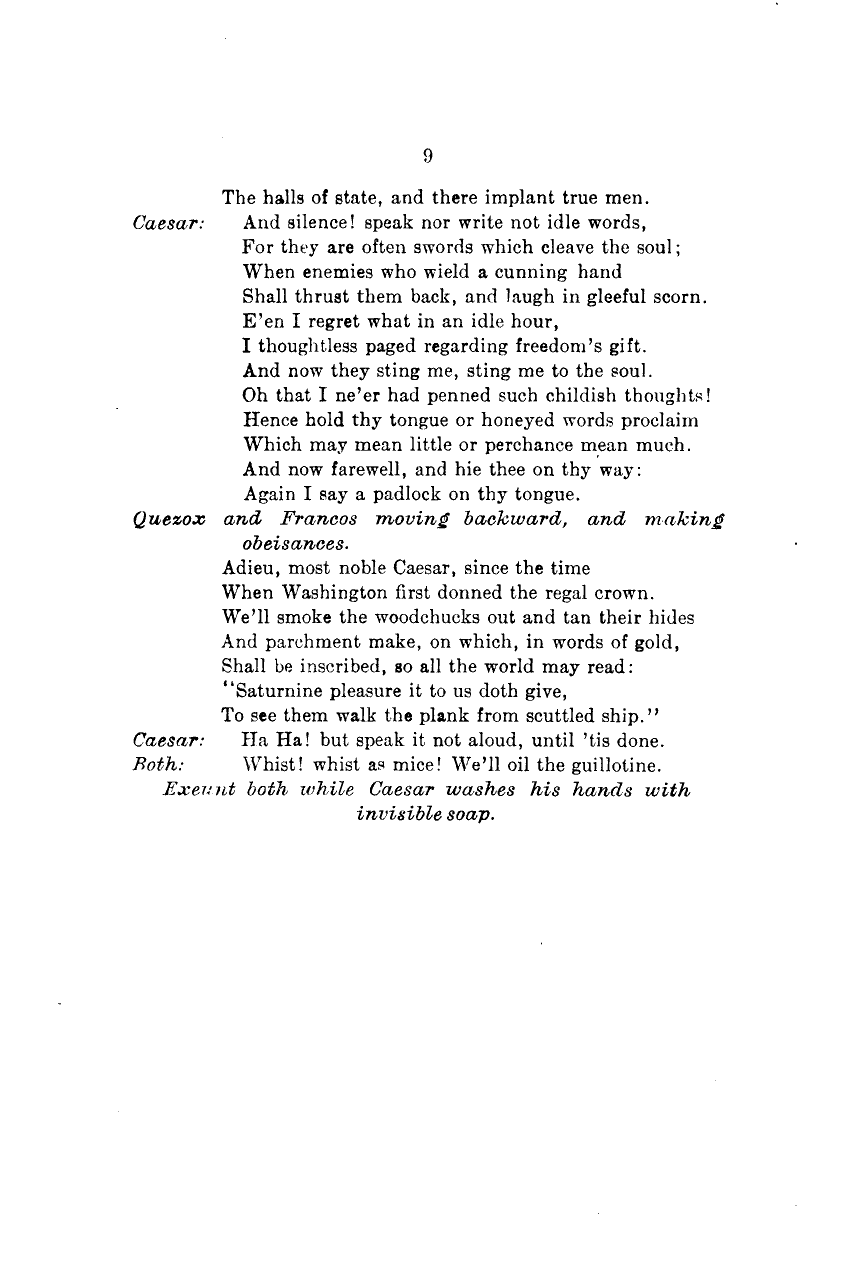 9
The halls of state, and there implant true men.
Caesar: And silence! speak nor write not idle words,
For they are often swords which cleave the soul;
When enemies who wield a cunning hand
Shall thrust them back, and laugh in gleeful scorn.
E'en I regret what in an idle hour,
I thoughtless paged regarding freedom's gift.
And now they sting me, sting me to the soul.
Oh that I ne'er had penned such childish thoughts!
Hence hold thy tongue or honeyed words proclaim
Which may mean little or perchance mean much.
And now farewell, and hie thee on thy way:
Again I say a padlock on thy tongue.
Quezox and Francos moving backward, and making
obeisances.
Adieu, most noble Caesar, since the time
When Washington first donned the regal crown.
We'll smoke the woodchucks out and tan their hides
And parchment make, on which, in words of gold,
Shall be inscribed, so all the world may read:
"Saturnine pleasure it to us doth give,
To see them walk the plank from scuttled ship."
Caesar: Ha Ha! but speak it not aloud, until 'tis done.
Both: Whist! whist as mice! We'll oil the guillotine.
Exeunt both while Caesar washes his hands with
invisible soap.